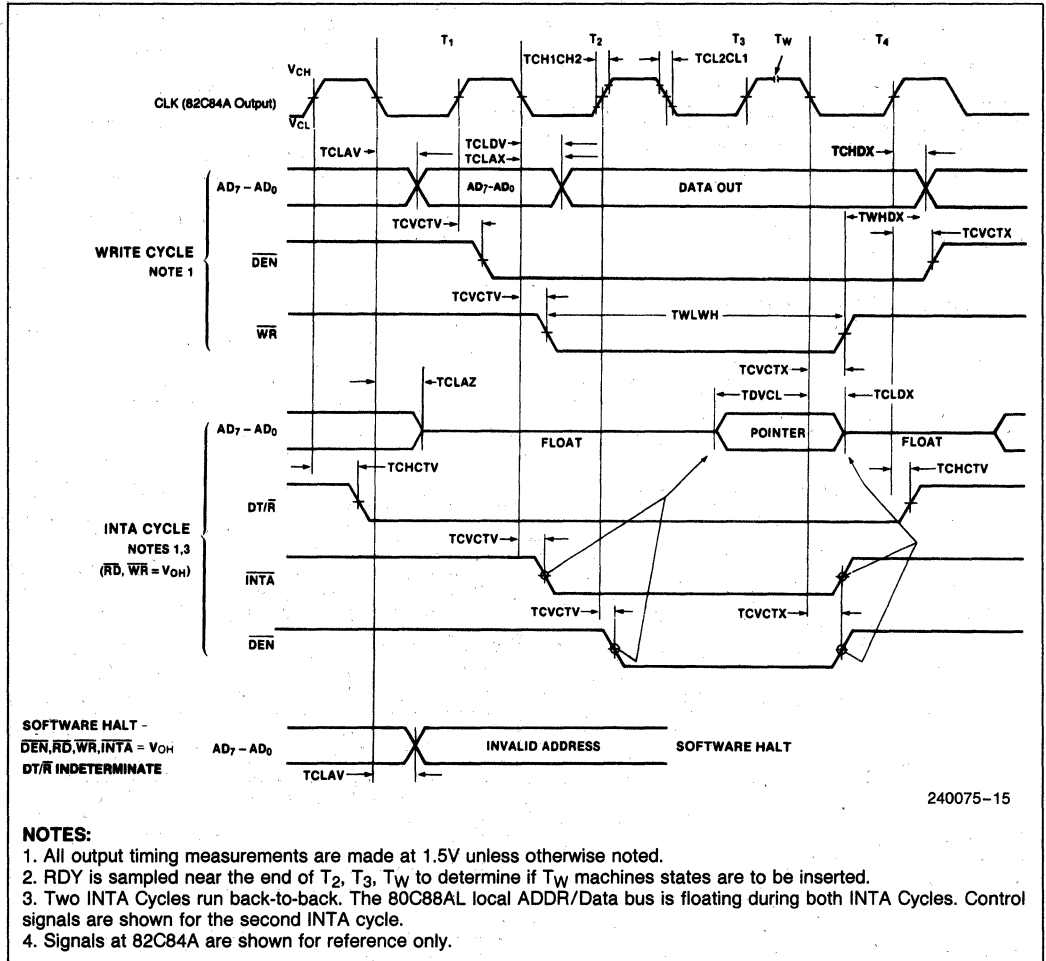 T1 T2 T3 TW T4
TCH1CH2 TCL2CL1
VCH
CLK (82C84A Output)
VCL
TCLDV
TCLAV TCLAX TCHDX
AD7 – AD0 AD7-AD0 DATA OUT
TWHDX
TCVCTV TCVCTX
WRITE CYCLE
NOTE 1
DEN
TCVCTV TWLWH
WR
TCVCTX
TCLAZ TDVCL TCLDX
AD7 – AD0 FLOAT POINTER FLOAT
TCHCTV TCHCTV
DT/R
INTA CYCLE
NOTES 1,3
(RD, WR = VOH)
TCVCTV
INTA
TCVCTV TCVCTX
DEN
SOFTWARE HALT -
DEN,RD,WR,INTA = VOH AD7 – AD0 INVALID ADDRESS SOFTWARE HALT
DT/R INDETERMINATE
TCLAV
240075–15
NOTES:
1. All output timing measurements are made at 1.5V unless otherwise noted.
2. RDY is sampled near the end of T2, T3, TW to determine if TW machines states are to be inserted.
3. Two INTA Cycles run back-to-back. The 80C88AL local ADDR/Data bus is floating during both INTA Cycles. Control
signals are shown for the second INTA cycle.
4. Signals at 82C84A are shown for reference only.